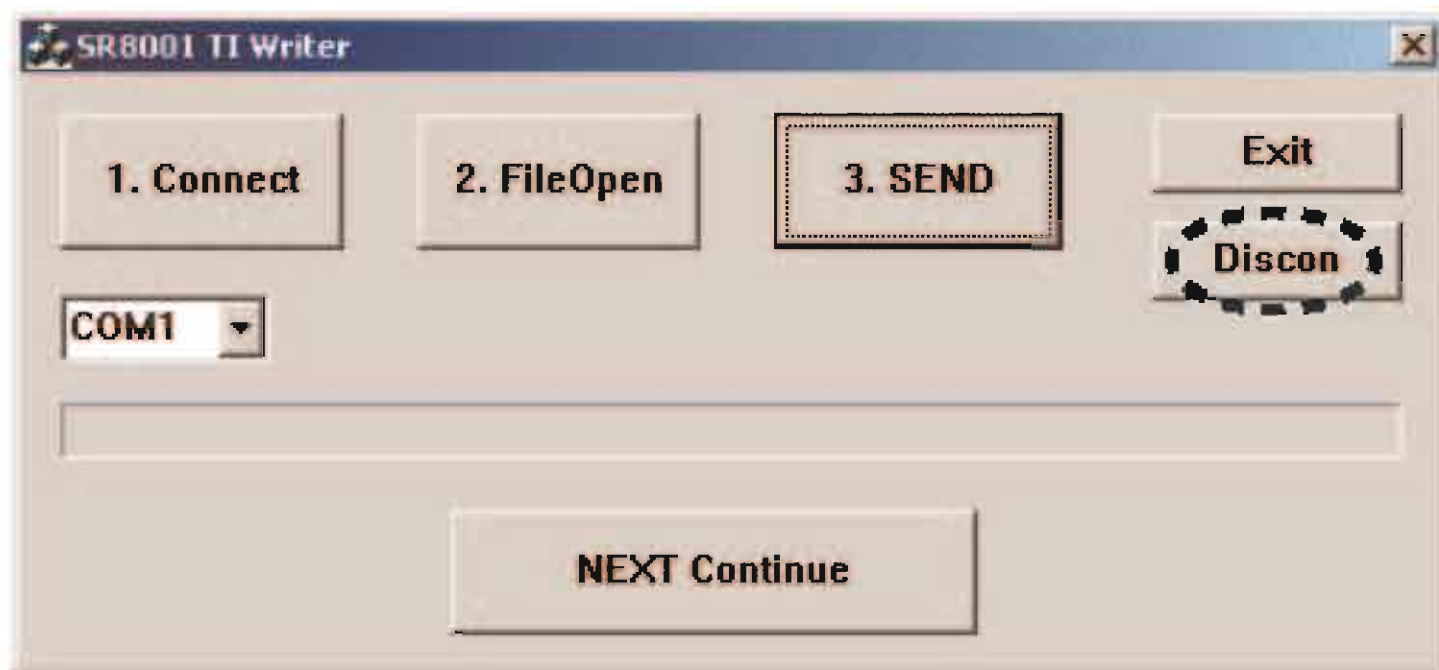 SR8001 TI Writer
1. Connect
2. FileOpen
3. SEND
Exit
Discon
COM1
NEXT Continue